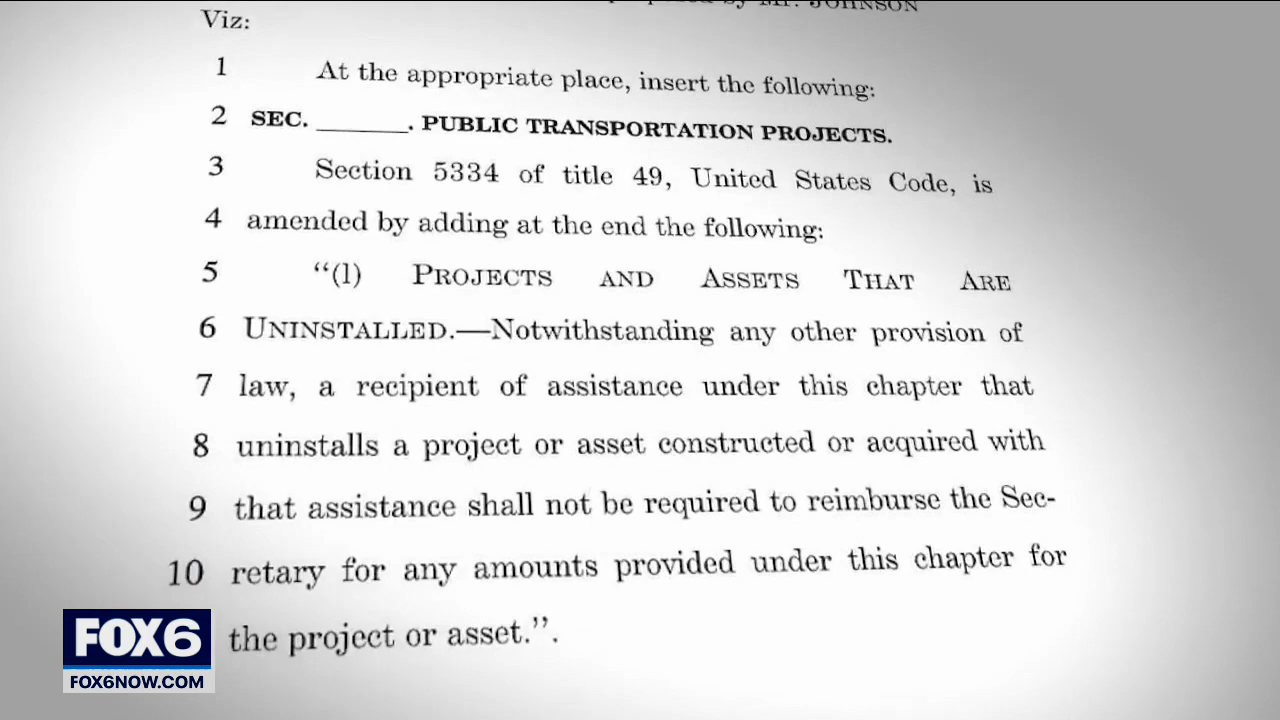 by Mr. JOHNSON
Viz:
1 At the appropriate place, insert the following:
2 SEC. ______. PUBLIC TRANSPORTATION PROJECTS.
3 Section 5334 of title 49, United States Code, is
4 amended by adding at the end the following:
5 “(l) PROJECTS AND ASSETS THAT ARE
6 UNINSTALLED.—Notwithstanding any other provision of
7 law, a recipient of assistance under this chapter that
8 uninstalls a project or asset constructed or acquired with
9 that assistance shall not be required to reimburse the Sec-
10 retary for any amounts provided under this chapter for
the project or asset.”.
FOX6
FOX6NOW.COM